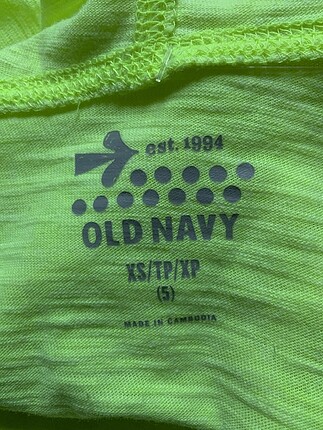 est. 1994
OLD NAVY
XS/TP/XP
(5)
MADE IN CAMBODIA